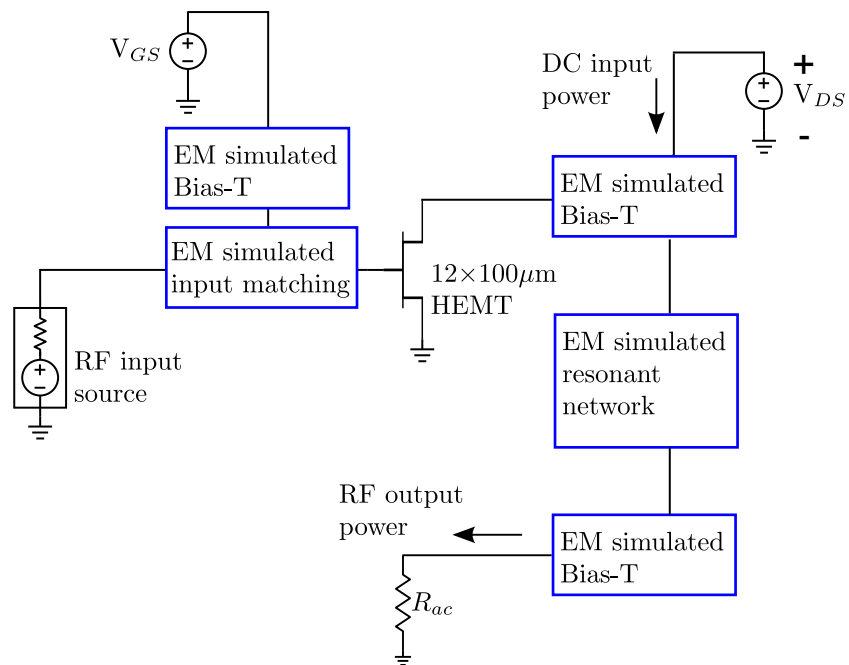 V_GS
EM simulated
Bias-T
EM simulated
input matching
RF input
source
12×100μm
HEMT
DC input
power
+
V_DS
-
EM simulated
Bias-T
EM simulated
resonant
network
RF output
power
EM simulated
Bias-T
R_ac